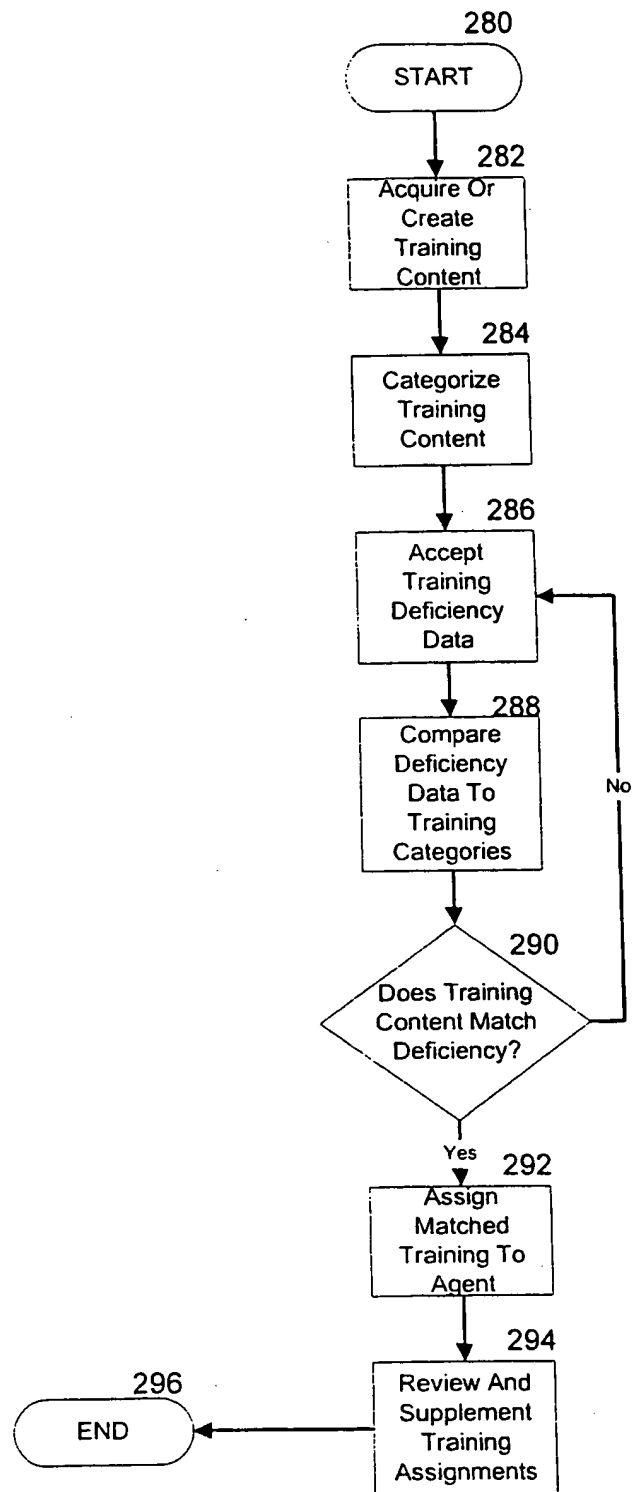 280
START
282
Acquire Or
Create
Training
Content
284
Categorize
Training
Content
286
Accept
Training
Deficiency
Data
288
Compare
Deficiency
Data To
Training
Categories
No
290
Does Training
Content Match
Deficiency?
Yes
292
Assign
Matched
Training To
Agent
294
Review And
Supplement
Training
Assignments
296
END